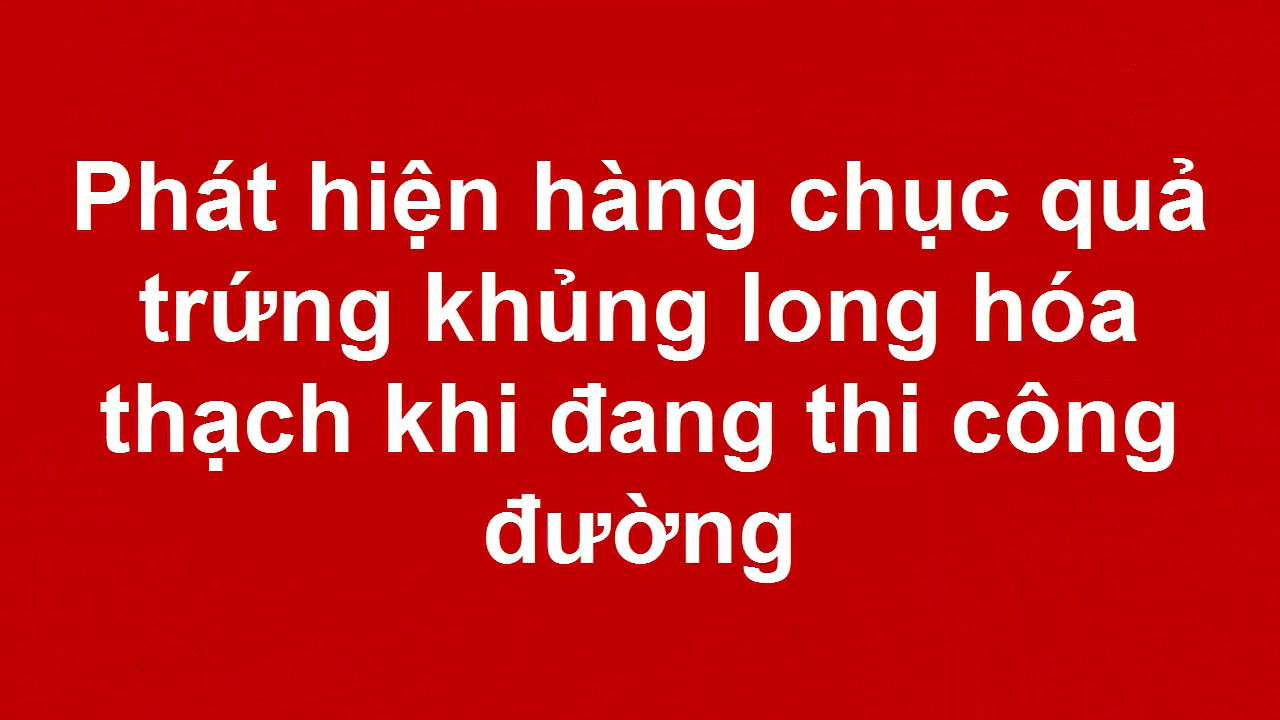 Phát hiện hàng chục quả
trứng khủng long hóa
thạch khi đang thi công
đường